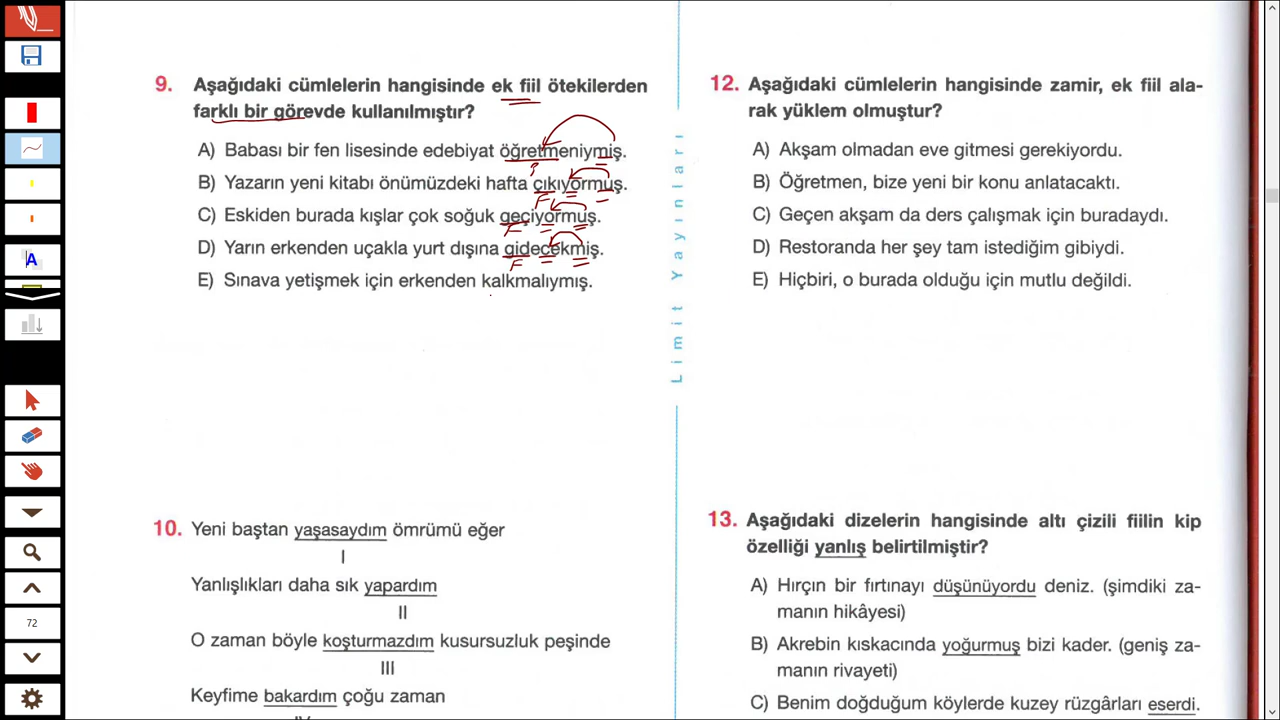 9. Aşağıdaki cümlelerin hangisinde ek fiil ötekilerden
farklı bir görevde kullanılmıştır?
A) Babası bir fen lisesinde edebiyat öğretmeniymiş.
B) Yazarın yeni kitabı önümüzdeki hafta çıkıyormuş.
C) Eskiden burada kışlar çok soğuk geçiyormuş.
D) Yarın erkenden uçakla yurt dışına gidecekmiş.
E) Sınava yetişmek için erkenden kalkmalıymış.
10. Yeni baştan yaşasaydım ömrümü eğer
I
Yanlışlıkları daha sık yapardım
II
O zaman böyle koşturmazdım kusursuzluk peşinde
III
Keyfime bakardım çoğu zaman
IV
Limit Yayınları
12. Aşağıdaki cümlelerin hangisinde zamir, ek fiil ala-
rak yüklem olmuştur?
A) Akşam olmadan eve gitmesi gerekiyordu.
B) Öğretmen, bize yeni bir konu anlatacaktı.
C) Geçen akşam da ders çalışmak için buradaydı.
D) Restoranda her şey tam istediğim gibiydi.
E) Hiçbiri, o burada olduğu için mutlu değildi.
13. Aşağıdaki dizelerin hangisinde altı çizili fiilin kip
özelliği yanlış belirtilmiştir?
A) Hırçın bir fırtınayı düşünüyordu deniz. (şimdiki za-
manın hikâyesi)
B) Akrebin kıskacında yoğurmuş bizi kader. (geniş za-
manın rivayeti)
C) Benim doğduğum köylerde kuzey rüzgârları eserdi.
A
72
F
F
F